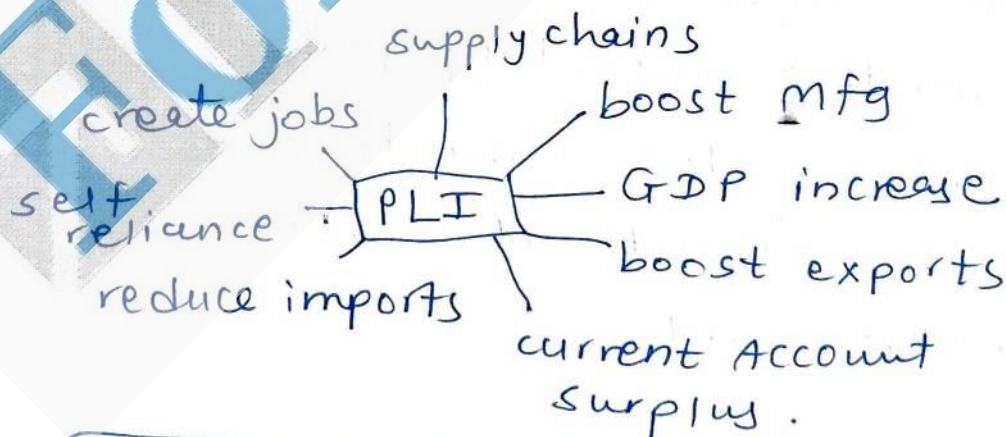 supply chains
create jobs
boost Mfg
self reliance
PLI
GDP increase
reduce imports
boost exports
current Account
surplus.